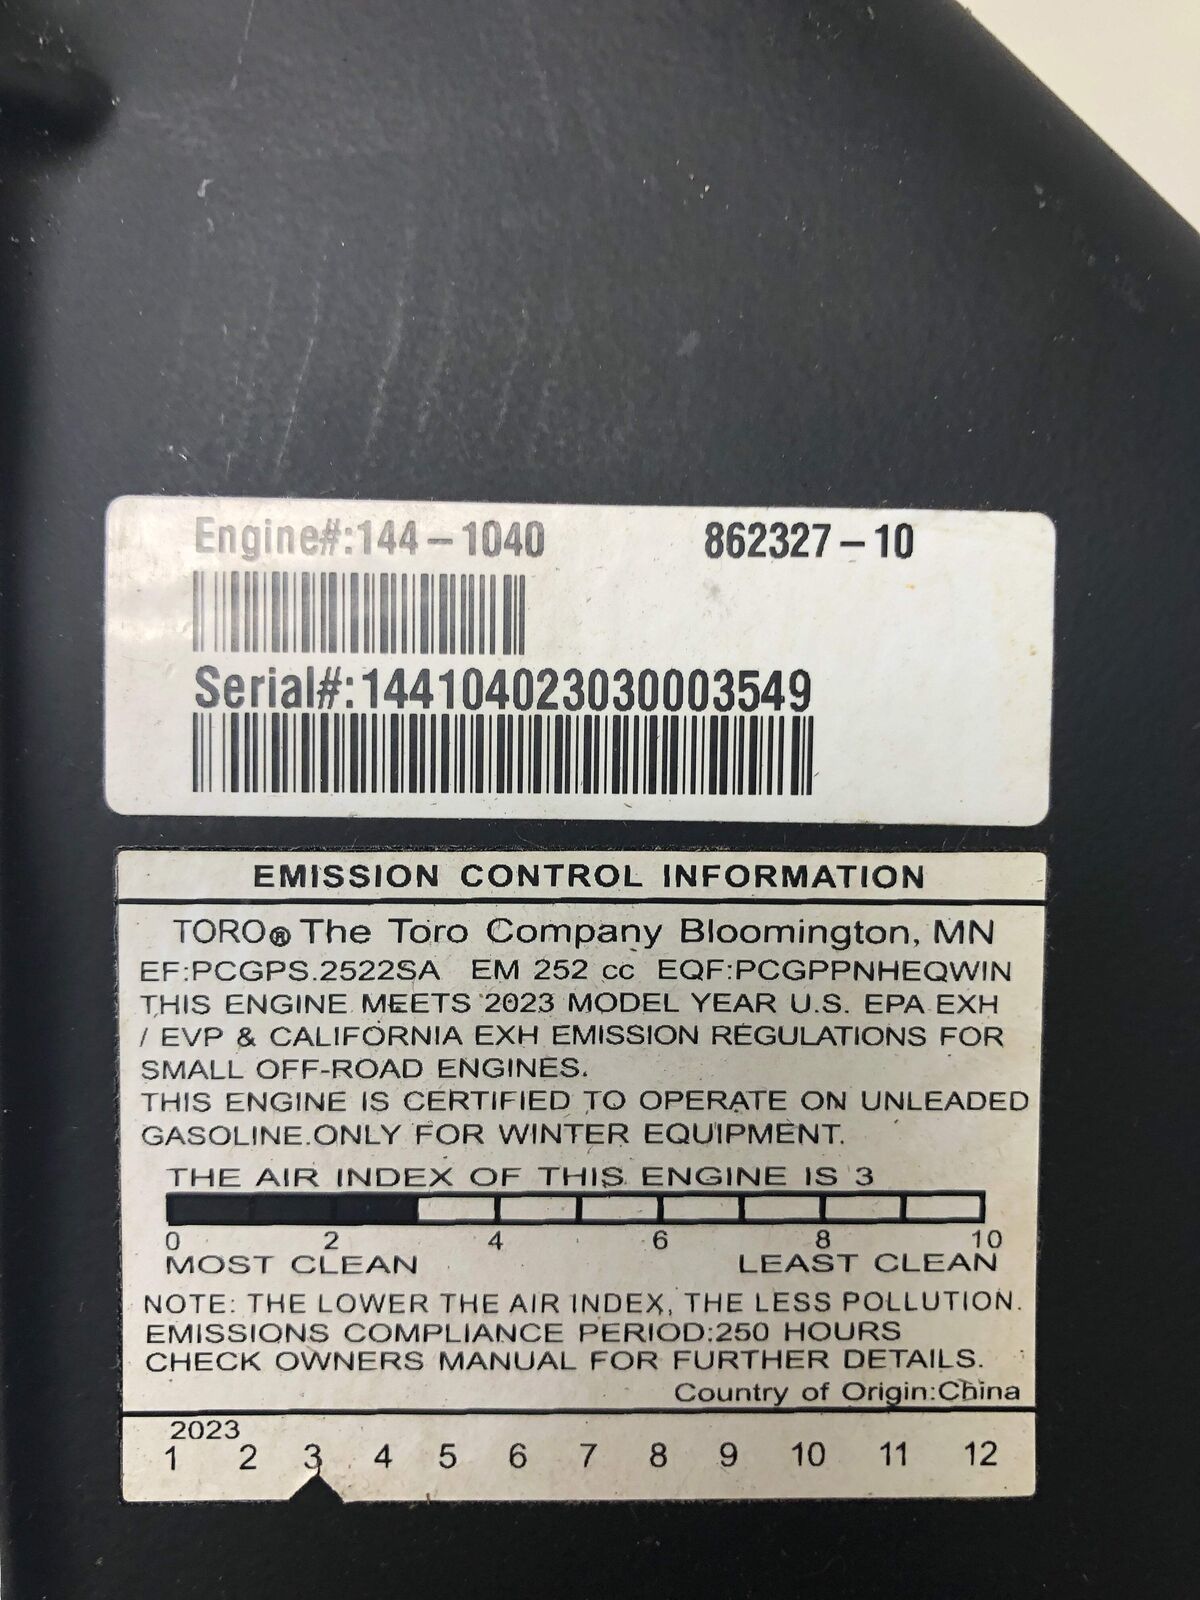 Engine#:144-1040 862327-10
Serial#:144104023030003549
EMISSION CONTROL INFORMATION
TORO® The Toro Company Bloomington, MN
EF:PCGPS.2522SA EM 252 cc EQF:PCGPPNHEQWIN
THIS ENGINE MEETS 2023 MODEL YEAR U.S. EPA EXH
/ EVP & CALIFORNIA EXH EMISSION REGULATIONS FOR
SMALL OFF-ROAD ENGINES.
THIS ENGINE IS CERTIFIED TO OPERATE ON UNLEADED
GASOLINE.ONLY FOR WINTER EQUIPMENT.
THE AIR INDEX OF THIS ENGINE IS 3
0 2 4 6 8 10
MOST CLEAN LEAST CLEAN
NOTE: THE LOWER THE AIR INDEX, THE LESS POLLUTION.
EMISSIONS COMPLIANCE PERIOD:250 HOURS
CHECK OWNERS MANUAL FOR FURTHER DETAILS.
Country of Origin:China
2023
1 2 3 4 5 6 7 8 9 10 11 12